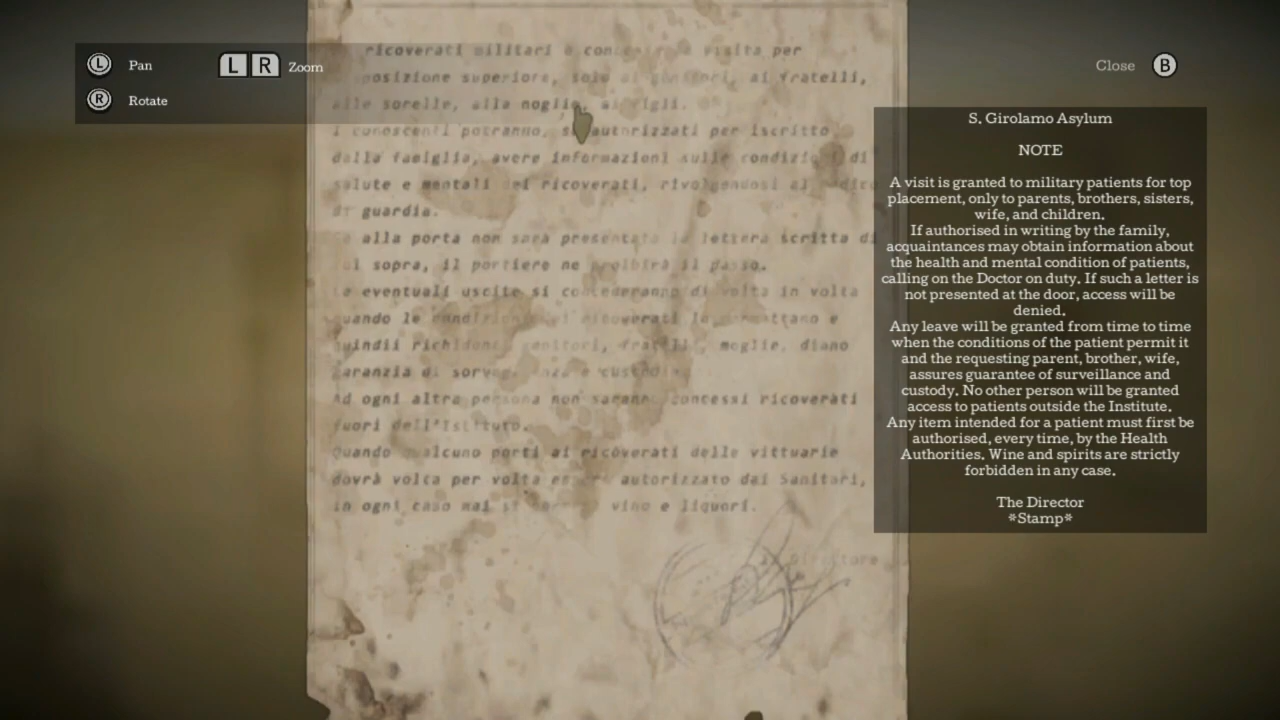 L Pan
L R Zoom
R Rotate
Close B
ricoverati militari è visita per
posizione superiore, solo ai genitori, ai fratelli,
alle sorelle, alla moglie, ai figli.
I conoscenti potranno, se autorizzati per iscritto
dalla famiglia, avere informazioni sulle condizioni di
salute e mentali dei ricoverati, rivolgendosi al medico
di guardia.
alla porta non sarà presentata la lettera scritta di
sopra, il portiere ne proibirà il passo.
Le eventuali uscite si concederanno di volta in volta
quando le condizioni dei ricoverati lo permettano e
quindii genitori, fratelli, moglie, diano
garanzia di custodia
Ad ogni altra persona non saranno concessi ricoverati
fuori dell'Istituto.
Quando qualcuno porti ai ricoverati delle vittuarie
dovrà volta per volta essere autorizzato dai Sanitari,
in ogni caso mai si vino e liquori.
Direttore
S. Girolamo Asylum
NOTE
A visit is granted to military patients for top
placement, only to parents, brothers, sisters,
wife, and children.
If authorised in writing by the family,
acquaintances may obtain information about
the health and mental condition of patients,
calling on the Doctor on duty. If such a letter is
not presented at the door, access will be
denied.
Any leave will be granted from time to time
when the conditions of the patient permit it
and the requesting parent, brother, wife,
assures guarantee of surveillance and
custody. No other person will be granted
access to patients outside the Institute.
Any item intended for a patient must first be
authorised, every time, by the Health
Authorities. Wine and spirits are strictly
forbidden in any case.
The Director
*Stamp*